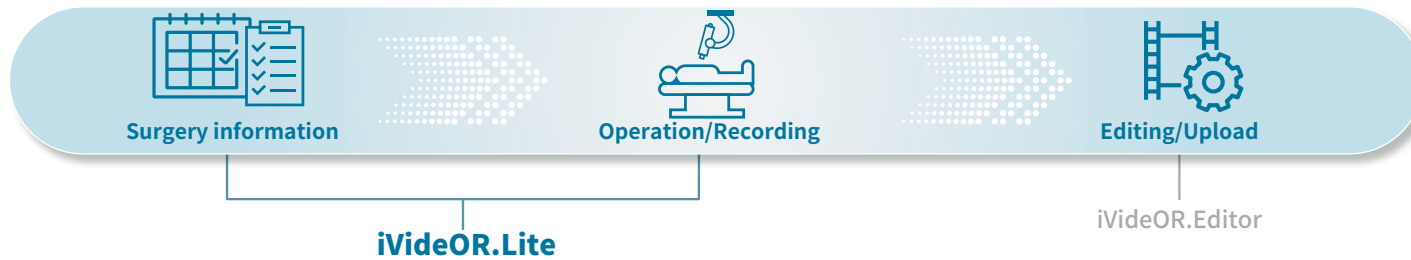 Surgery information
Operation/Recording
Editing/Upload
iVideOR.Lite
iVideOR.Editor